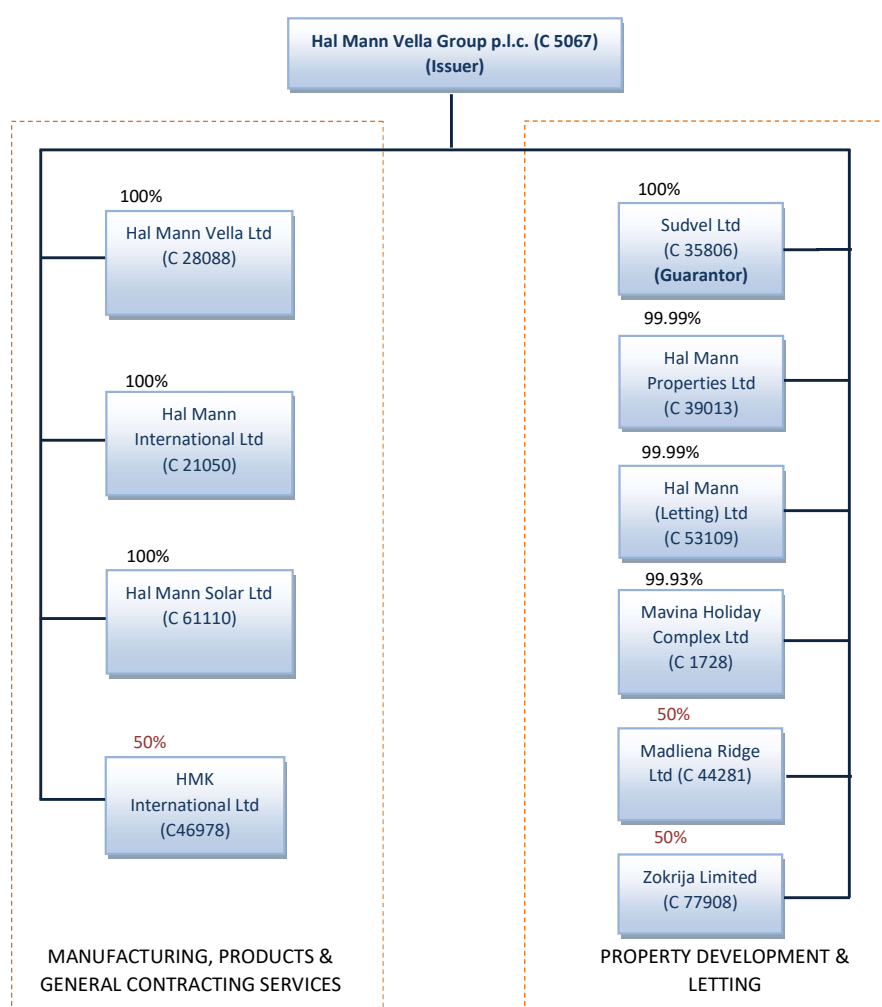 Hal Mann Vella Group p.l.c. (C 5067)
(Issuer)
100%
Hal Mann Vella Ltd
(C 28088)
100%
Hal Mann
International Ltd
(C 21050)
100%
Hal Mann Solar Ltd
(C 61110)
50%
HMK
International Ltd
(C46978)
MANUFACTURING, PRODUCTS &
GENERAL CONTRACTING SERVICES
100%
Sudvel Ltd
(C 35806)
(Guarantor)
99.99%
Hal Mann
Properties Ltd
(C 39013)
99.99%
Hal Mann
(Letting) Ltd
(C 53109)
99.93%
Mavina Holiday
Complex Ltd
(C 1728)
50%
Madliena Ridge
Ltd (C 44281)
50%
Zokrija Limited
(C 77908)
PROPERTY DEVELOPMENT &
LETTING